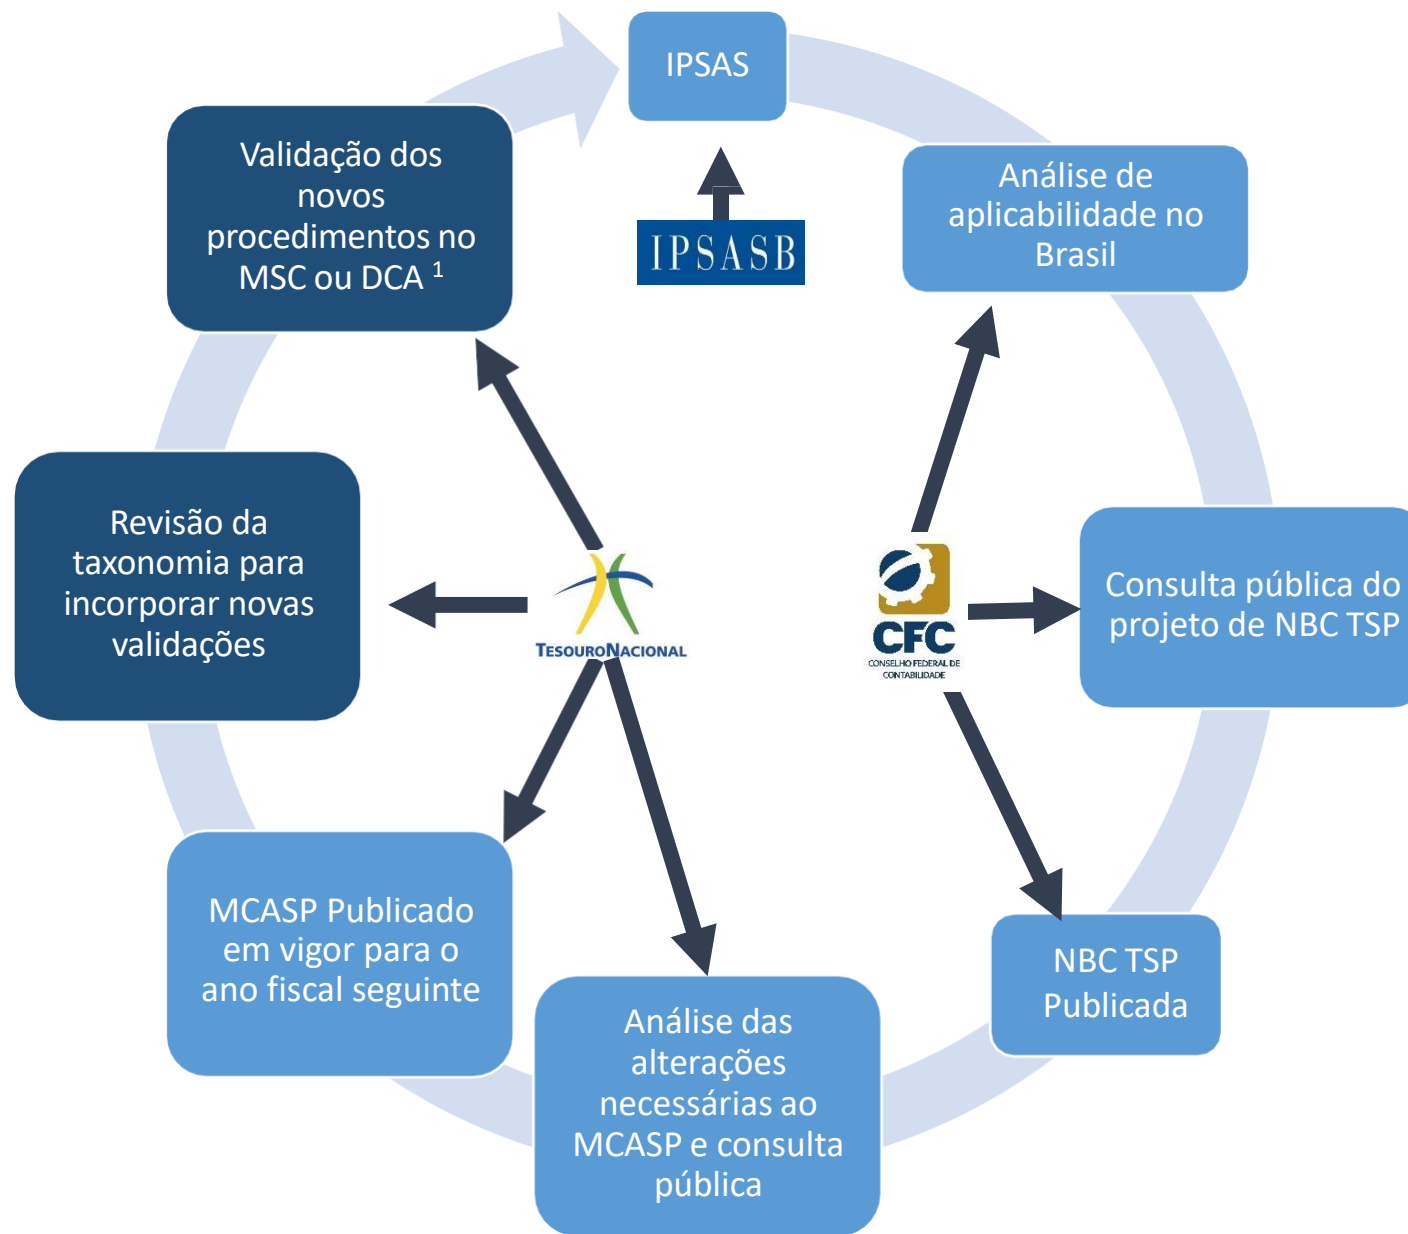 IPSAS
Análise de
aplicabilidade no
Brasil
Consulta pública do
projeto de NBC TSP
NBC TSP
Publicada
Análise das
alterações
necessárias ao
MCASP e consulta
pública
MCASP Publicado
em vigor para o
ano fiscal seguinte
Revisão da
taxonomia para
incorporar novas
validações
Validação dos
novos
procedimentos no
MSC ou DCA ¹
IPSASB
TESOURONACIONAL
CFC
CONSELHO FEDERAL DE
CONTABILIDADE